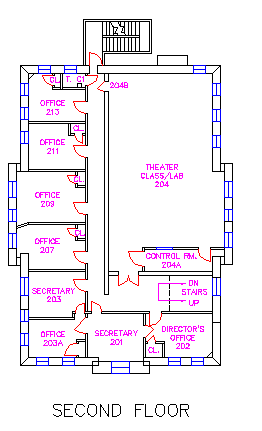 CL.
T. C1
204B
OFFICE
213
CL.
OFFICE
211
THEATER
CLASS/LAB
204
CL.
OFFICE
209
OFFICE
207
CL.
CONTROL RM.
204A
SECRETARY
203
DN
STAIRS
UP
OFFICE
203A
SECRETARY
201
DIRECTOR'S
OFFICE
202
CL.
SECOND FLOOR